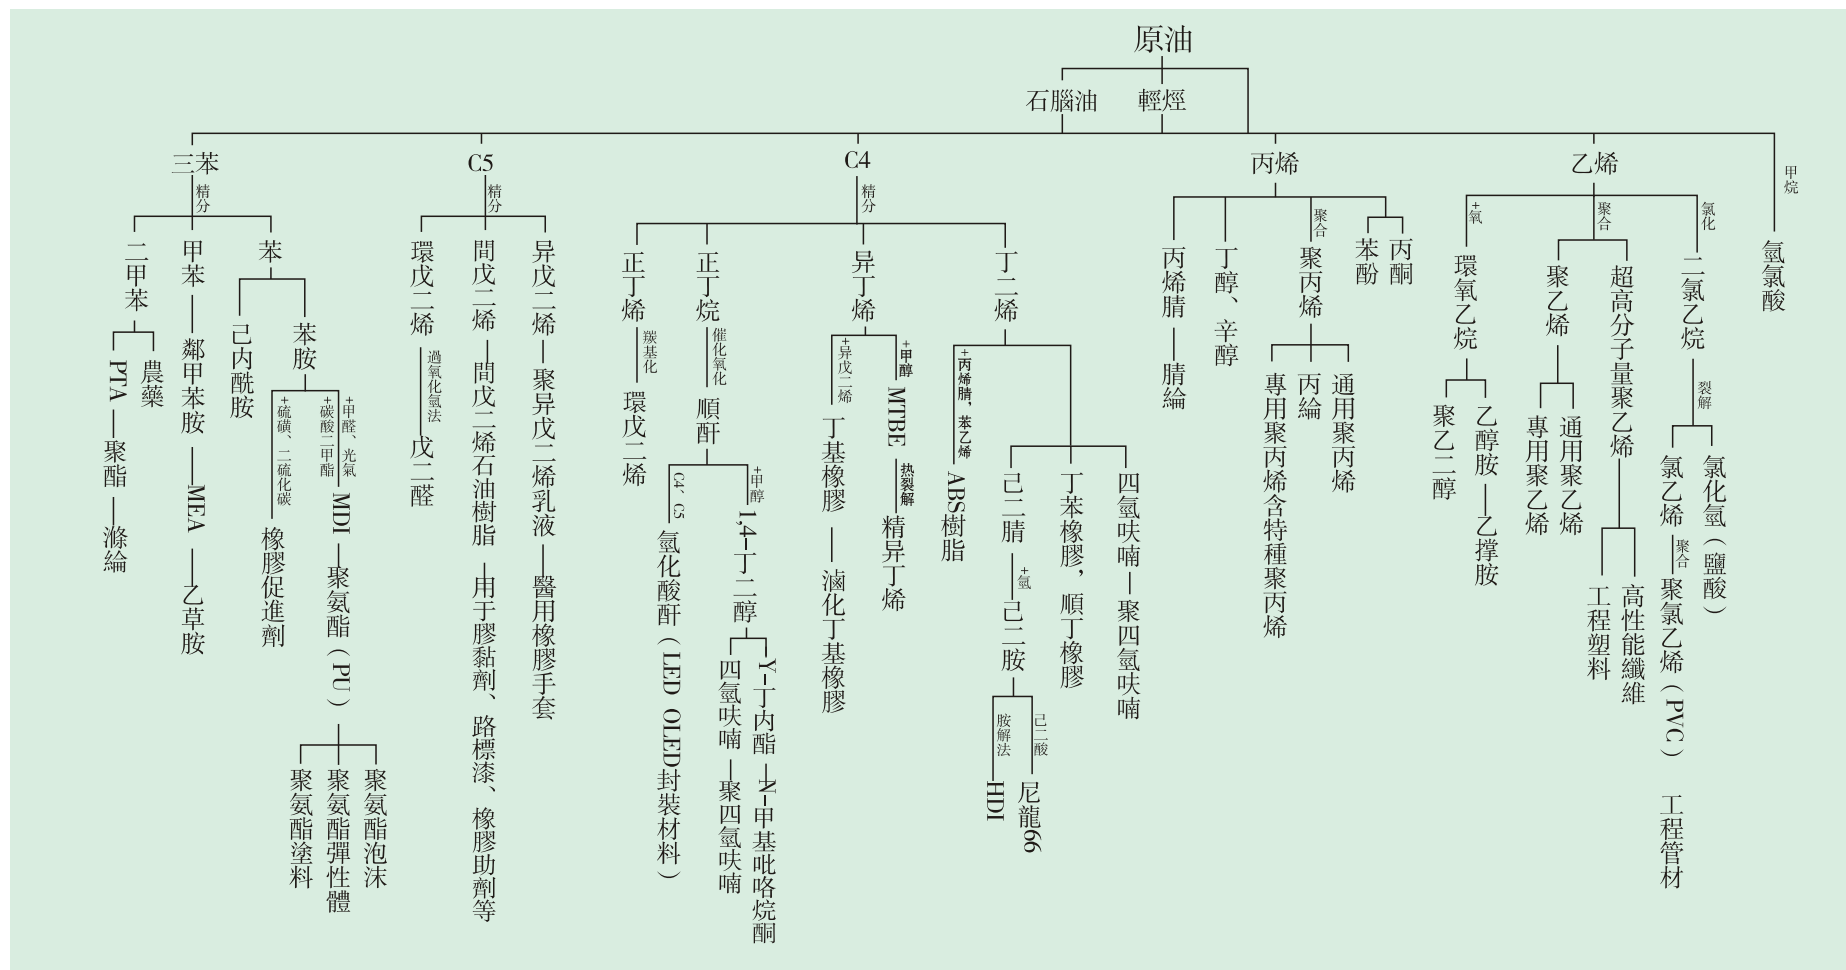 原油
石腦油
輕烴
三苯
精分
二甲苯
PTA
聚酯
滌綸
農藥
甲苯
鄰甲苯胺
MEA
乙草胺
苯
己内酰胺
苯胺
+硫磺、二硫化碳
橡膠促進劑
+碳酸二甲酯
+甲醛、光氣
MDI
聚氨酯（PU）
聚氨酯塗料
聚氨酯彈性體
聚氨酯泡沫
C5
精分
環戊二烯
過氧化氫法
戊二醛
間戊二烯
間戊二烯石油樹脂
用于膠黏劑、路標漆、橡膠助劑等
异戊二烯
聚异戊二烯乳液
醫用橡膠手套
C4
精分
正丁烯
羰基化
環戊二烯
正丁烷
催化氧化
順酐
C4、C5
氫化酸酐（LED OLED封裝材料）
+甲醇
1,4-丁二醇
四氫呋喃
聚四氫呋喃
Y-丁内酯
N-甲基吡咯烷酮
异丁烯
+异戊二烯
丁基橡膠
滷化丁基橡膠
+甲醇
MTBE
热裂解
精异丁烯
丁二烯
+丙烯腈，苯乙烯
ABS樹脂
己二腈
+氫
己二胺
胺解法
HDI
己二酸
尼龍66
丁苯橡膠，順丁橡膠
四氫呋喃
聚四氫呋喃
丙烯
丙烯腈
腈綸
丁醇、辛醇
聚合
聚丙烯
專用聚丙烯含特種聚丙烯
丙綸
通用聚丙烯
苯酚
丙酮
乙烯
+氧
環氧乙烷
聚乙二醇
乙醇胺
乙撑胺
聚合
聚乙烯
專用聚乙烯
通用聚乙烯
超高分子量聚乙烯
工程塑料
高性能纖維
氯化
二氯乙烷
裂解
氯乙烯
聚合
聚氯乙烯（PVC）
工程管材
氯化氫（鹽酸）
甲烷
氫氯酸